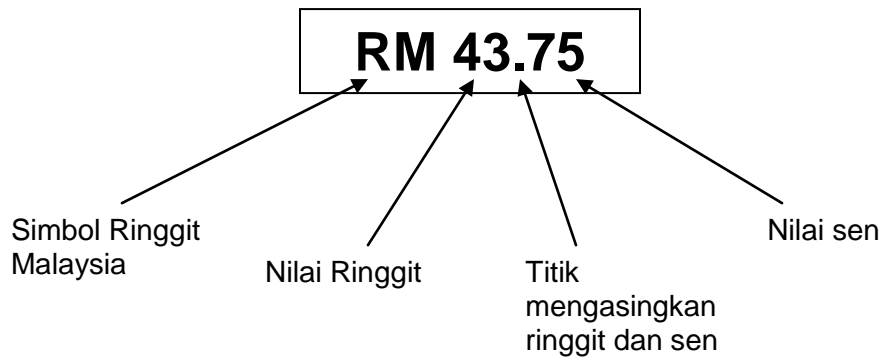 RM 43.75
Simbol Ringgit
Malaysia
Nilai Ringgit
Titik
mengasingkan
ringgit dan sen
Nilai sen